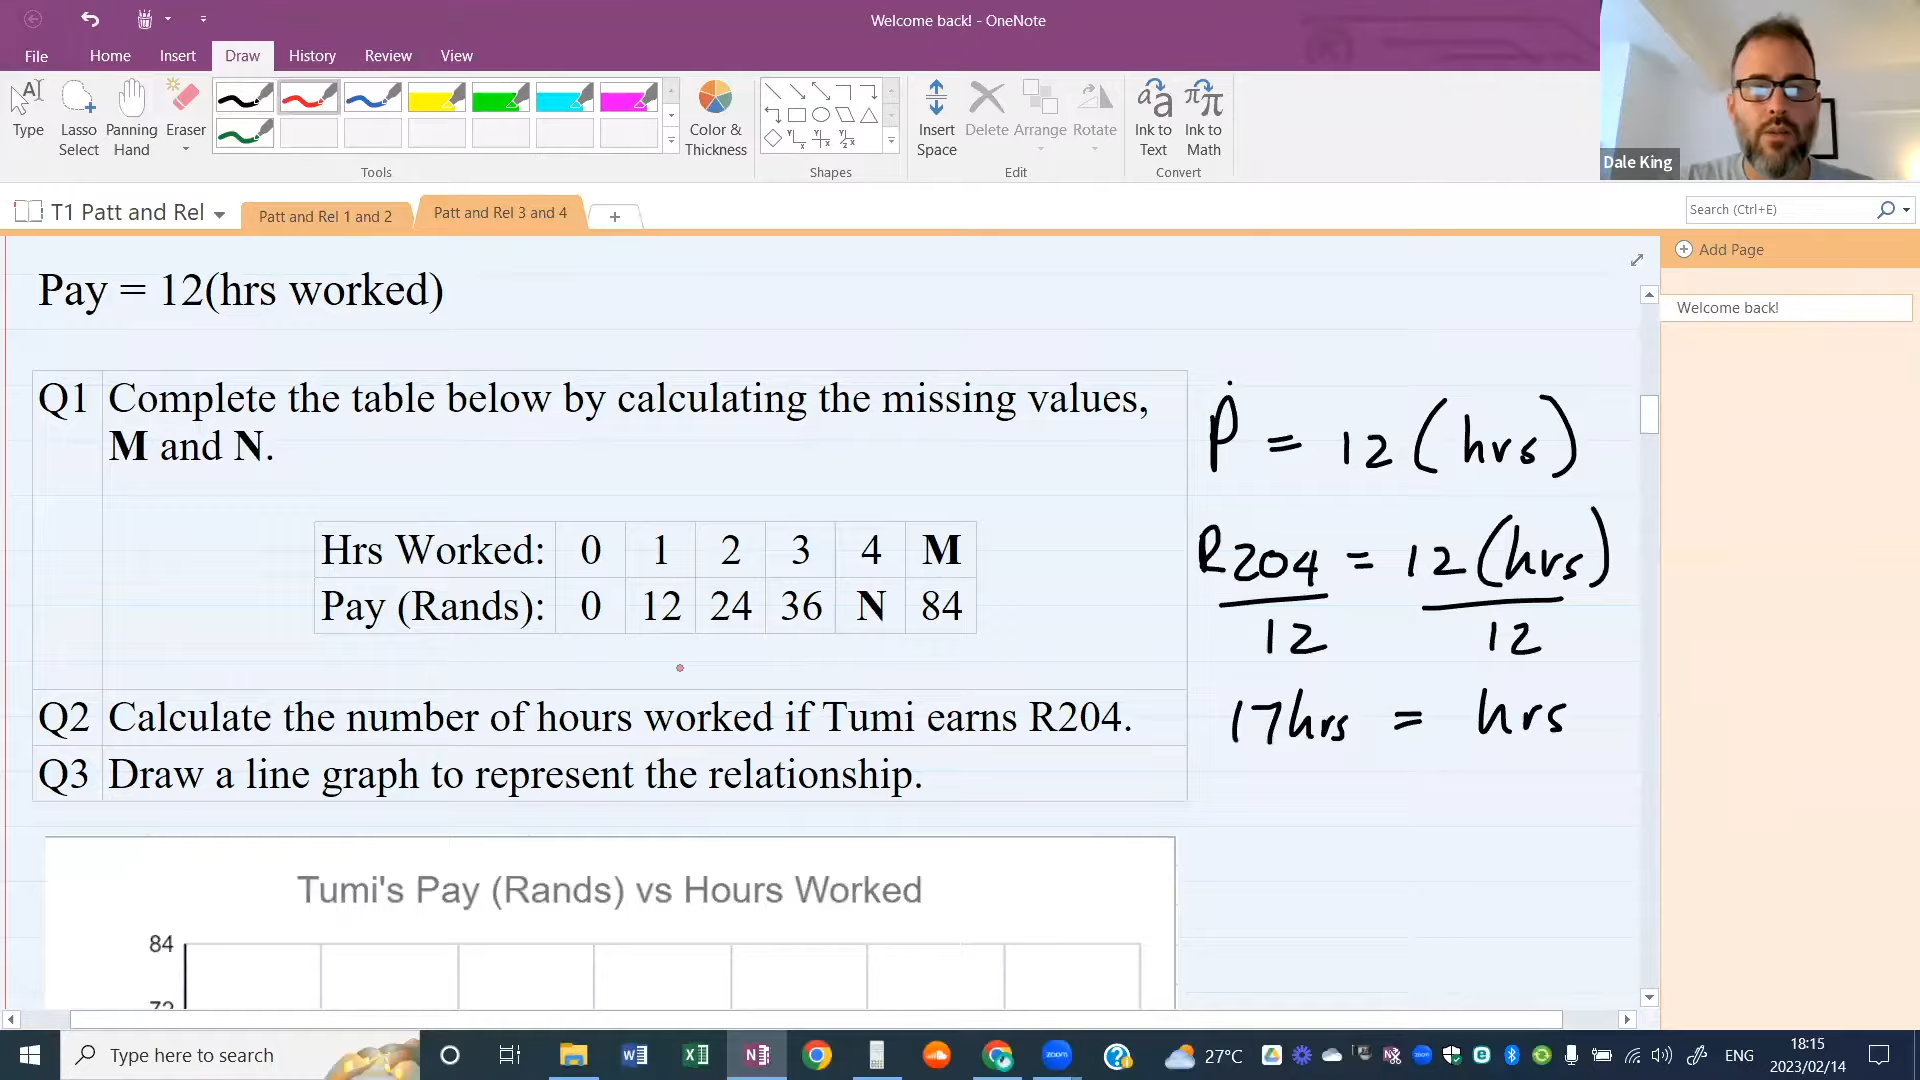 Welcome back! - OneNote
File
Home
Insert
Draw
History
Review
View
Type
Lasso Select
Panning Hand
Eraser
Color & Thickness
Insert Space
Delete
Arrange
Rotate
Ink to Text
Ink to Math
Tools
Shapes
Edit
Convert
Dale King
T1 Patt and Rel
Patt and Rel 1 and 2
Patt and Rel 3 and 4
Search (Ctrl+E)
Add Page
Welcome back!
Pay = 12(hrs worked)
Q1 Complete the table below by calculating the missing values,
M and N.
Hrs Worked: 0 1 2 3 4 M
Pay (Rands): 0 12 24 36 N 84
Q2 Calculate the number of hours worked if Tumi earns R204.
Q3 Draw a line graph to represent the relationship.
P = 12 (hrs)
R204 = 12 (hrs)
12 12
17hrs = hrs
Tumi's Pay (Rands) vs Hours Worked
84
72
Type here to search
27°C
ENG
18:15
2023/02/14